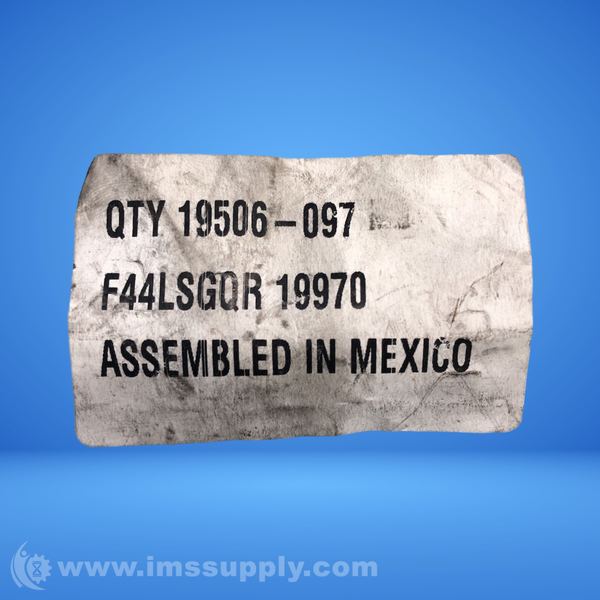 QTY 19506-097
F44LSGQR 19970
ASSEMBLED IN MEXICO
www.imssupply.com